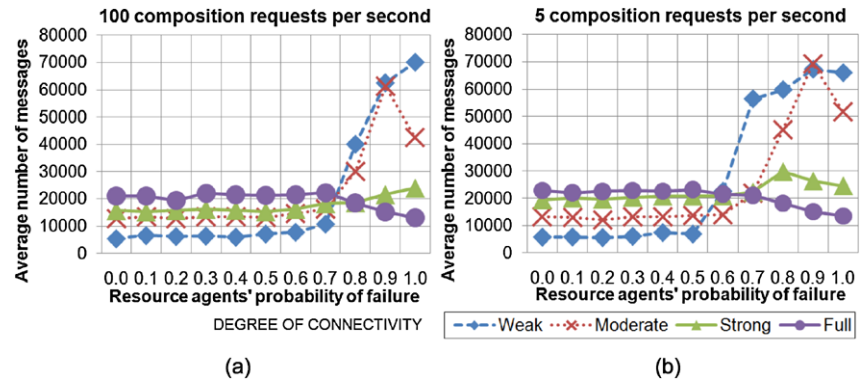 100 composition requests per second
Average number of messages
80000
70000
60000
50000
40000
30000
20000
10000
0
0.0 0.1 0.2 0.3 0.4 0.5 0.6 0.7 0.8 0.9 1.0
Resource agents' probability of failure
5 composition requests per second
Average number of messages
80000
70000
60000
50000
40000
30000
20000
10000
0
0.0 0.1 0.2 0.3 0.4 0.5 0.6 0.7 0.8 0.9 1.0
Resource agents' probability of failure
DEGREE OF CONNECTIVITY
Weak Moderate Strong Full
(a)
(b)